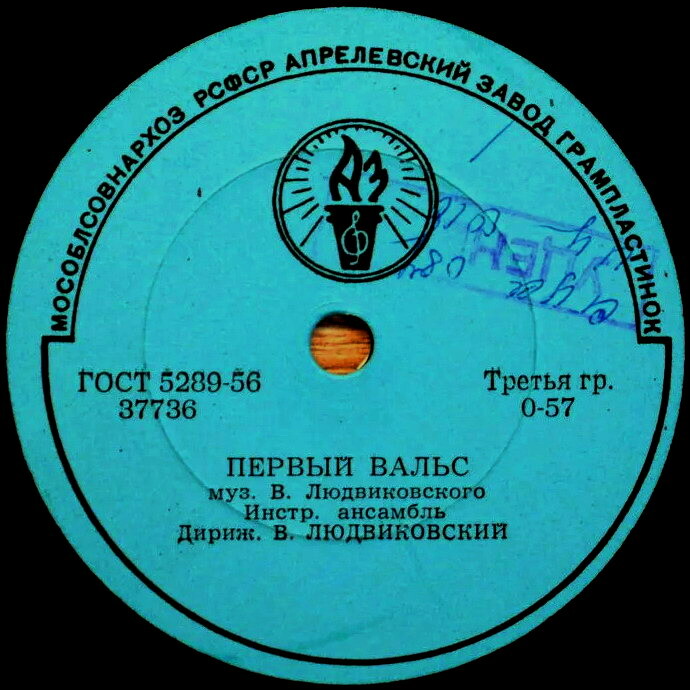 МОСОБЛСОВНАРХОЗ РСФСР АПРЕЛЕВСКИЙ ЗАВОД ГРАМПЛАСТИНОК
АЗ
ГОСТ 5289-56
37736
Третья гр.
0-57
ПЕРВЫЙ ВАЛЬС
муз. В. Людвиковского
Инстр. ансамбль
Дириж. В. ЛЮДВИКОВСКИЙ